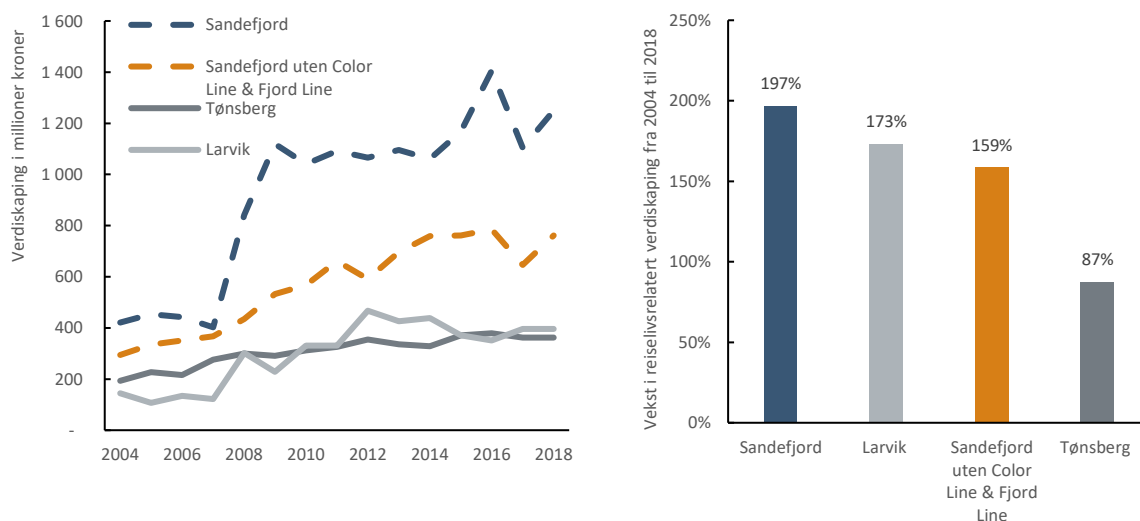 Verdiskaping i millioner kroner
1 600
1 400
1 200
1 000
800
600
400
200
-
Sandefjord
Sandefjord uten Color
Line & Fjord Line
Tønsberg
Larvik
2004 2006 2008 2010 2012 2014 2016 2018
Vekst i reiselivsrelatert verdiskaping fra 2004 til 2018
250%
200%
150%
100%
50%
0%
197%
173%
159%
87%
Sandefjord
Larvik
Sandefjord
uten Color
Line & Fjord
Line
Tønsberg